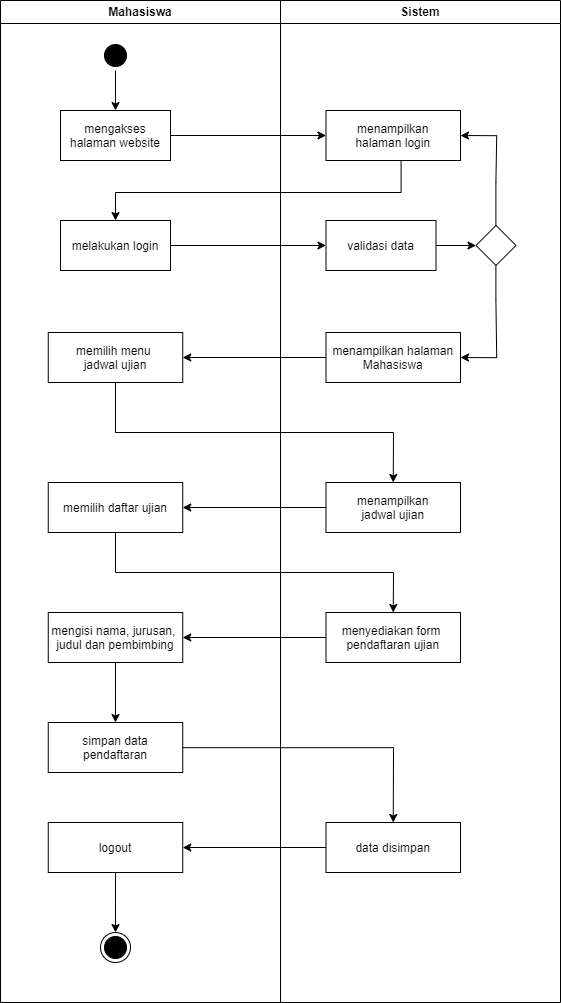 Mahasiswa
Sistem
mengakses
halaman website
menampilkan
halaman login
melakukan login
validasi data
memilih menu
jadwal ujian
menampilkan halaman
Mahasiswa
memilih daftar ujian
menampilkan
jadwal ujian
mengisi nama, jurusan,
judul dan pembimbing
menyediakan form
pendaftaran ujian
simpan data
pendaftaran
logout
data disimpan